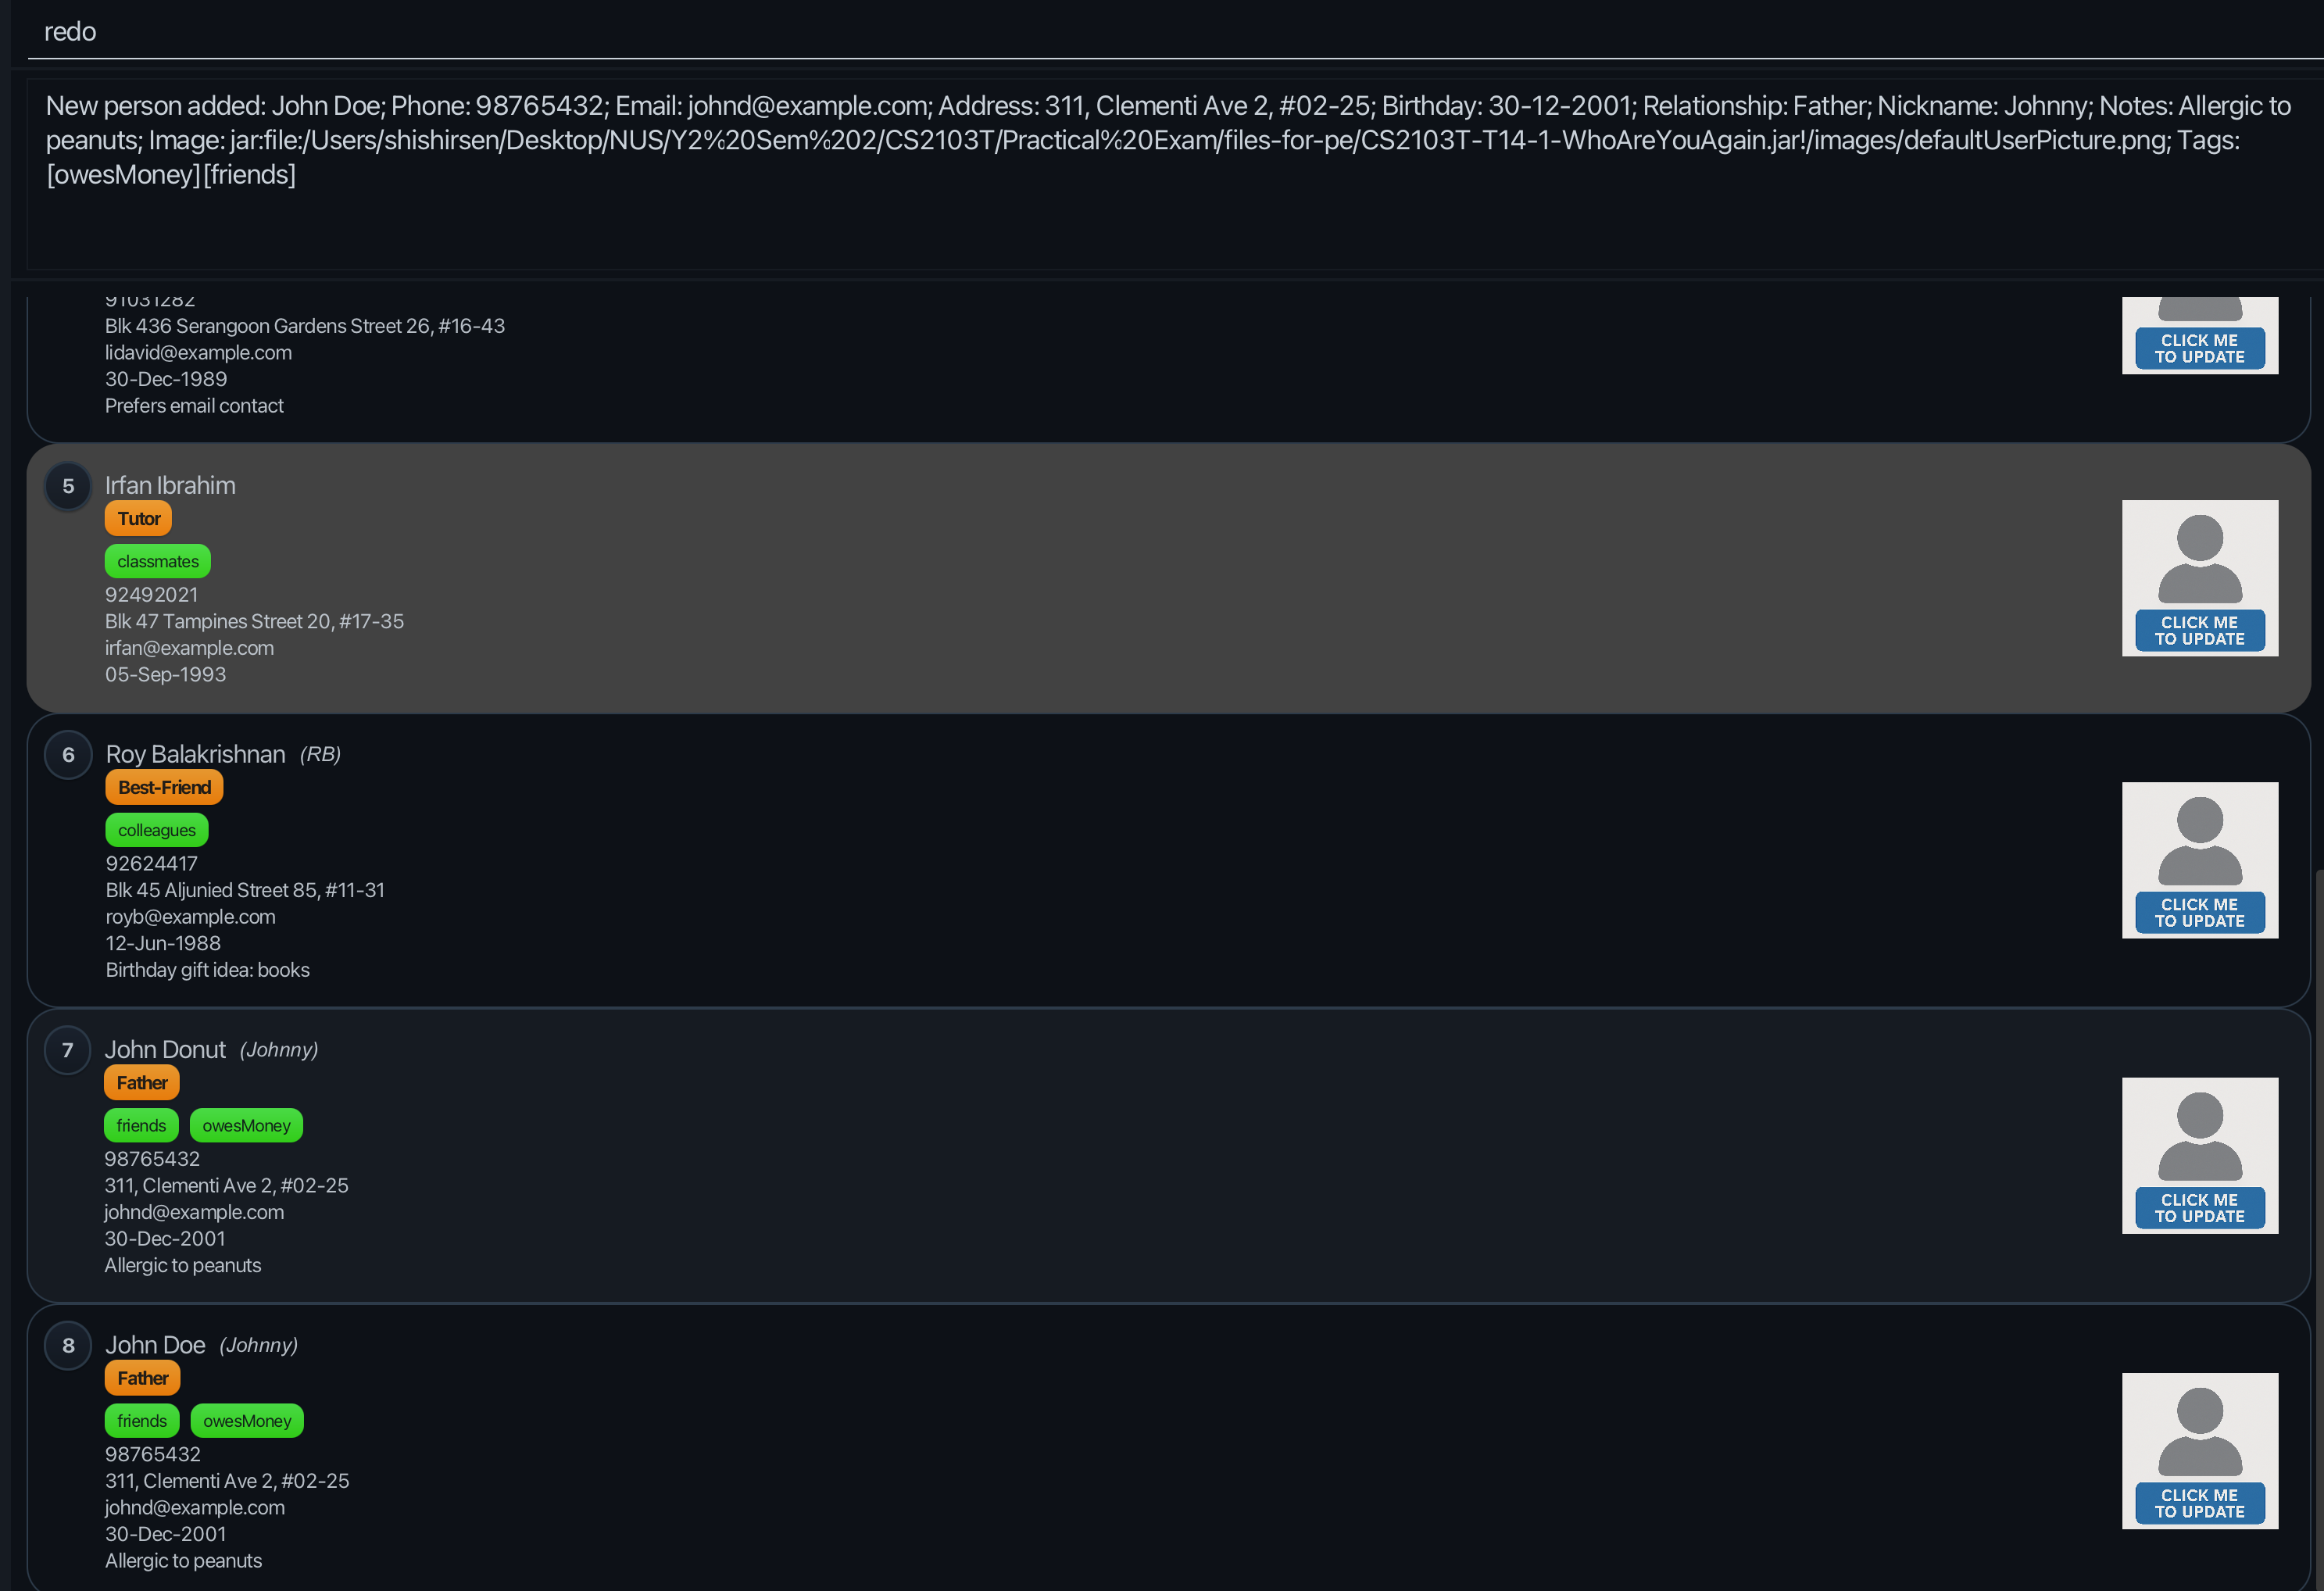 redo
New person added: John Doe; Phone: 98765432; Email: johnd@example.com; Address: 311, Clementi Ave 2, #02-25; Birthday: 30-12-2001; Relationship: Father; Nickname: Johnny; Notes: Allergic to
peanuts; Image: jar:file:/Users/shishirsen/Desktop/NUS/Y2%20Sem%202/CS2103T/Practical%20Exam/files-for-pe/CS2103T-T14-1-WhoAreYouAgain.jar!/images/defaultUserPicture.png; Tags:
[owesMoney][friends]
91031282
Blk 436 Serangoon Gardens Street 26, #16-43
lidavid@example.com
30-Dec-1989
Prefers email contact
CLICK ME
TO UPDATE
5 Irfan Ibrahim
Tutor
classmates
92492021
Blk 47 Tampines Street 20, #17-35
irfan@example.com
05-Sep-1993
CLICK ME
TO UPDATE
6 Roy Balakrishnan (RB)
Best-Friend
colleagues
92624417
Blk 45 Aljunied Street 85, #11-31
royb@example.com
12-Jun-1988
Birthday gift idea: books
CLICK ME
TO UPDATE
7 John Donut (Johnny)
Father
friends owesMoney
98765432
311, Clementi Ave 2, #02-25
johnd@example.com
30-Dec-2001
Allergic to peanuts
CLICK ME
TO UPDATE
8 John Doe (Johnny)
Father
friends owesMoney
98765432
311, Clementi Ave 2, #02-25
johnd@example.com
30-Dec-2001
Allergic to peanuts
CLICK ME
TO UPDATE